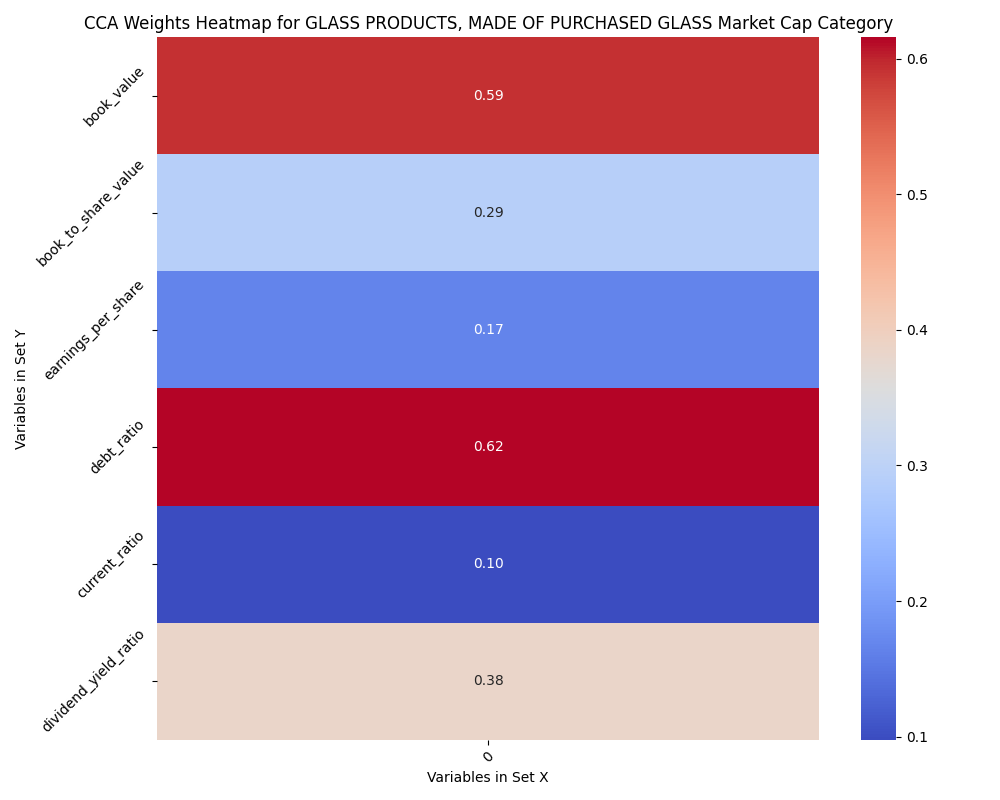 CCA Weights Heatmap for GLASS PRODUCTS, MADE OF PURCHASED GLASS Market Cap Category
Variables in Set Y
book_value
0.59
book_to_share_value
0.29
earnings_per_share
0.17
debt_ratio
0.62
current_ratio
0.10
dividend_yield_ratio
0.38
0
Variables in Set X
0.6
0.5
0.4
0.3
0.2
0.1